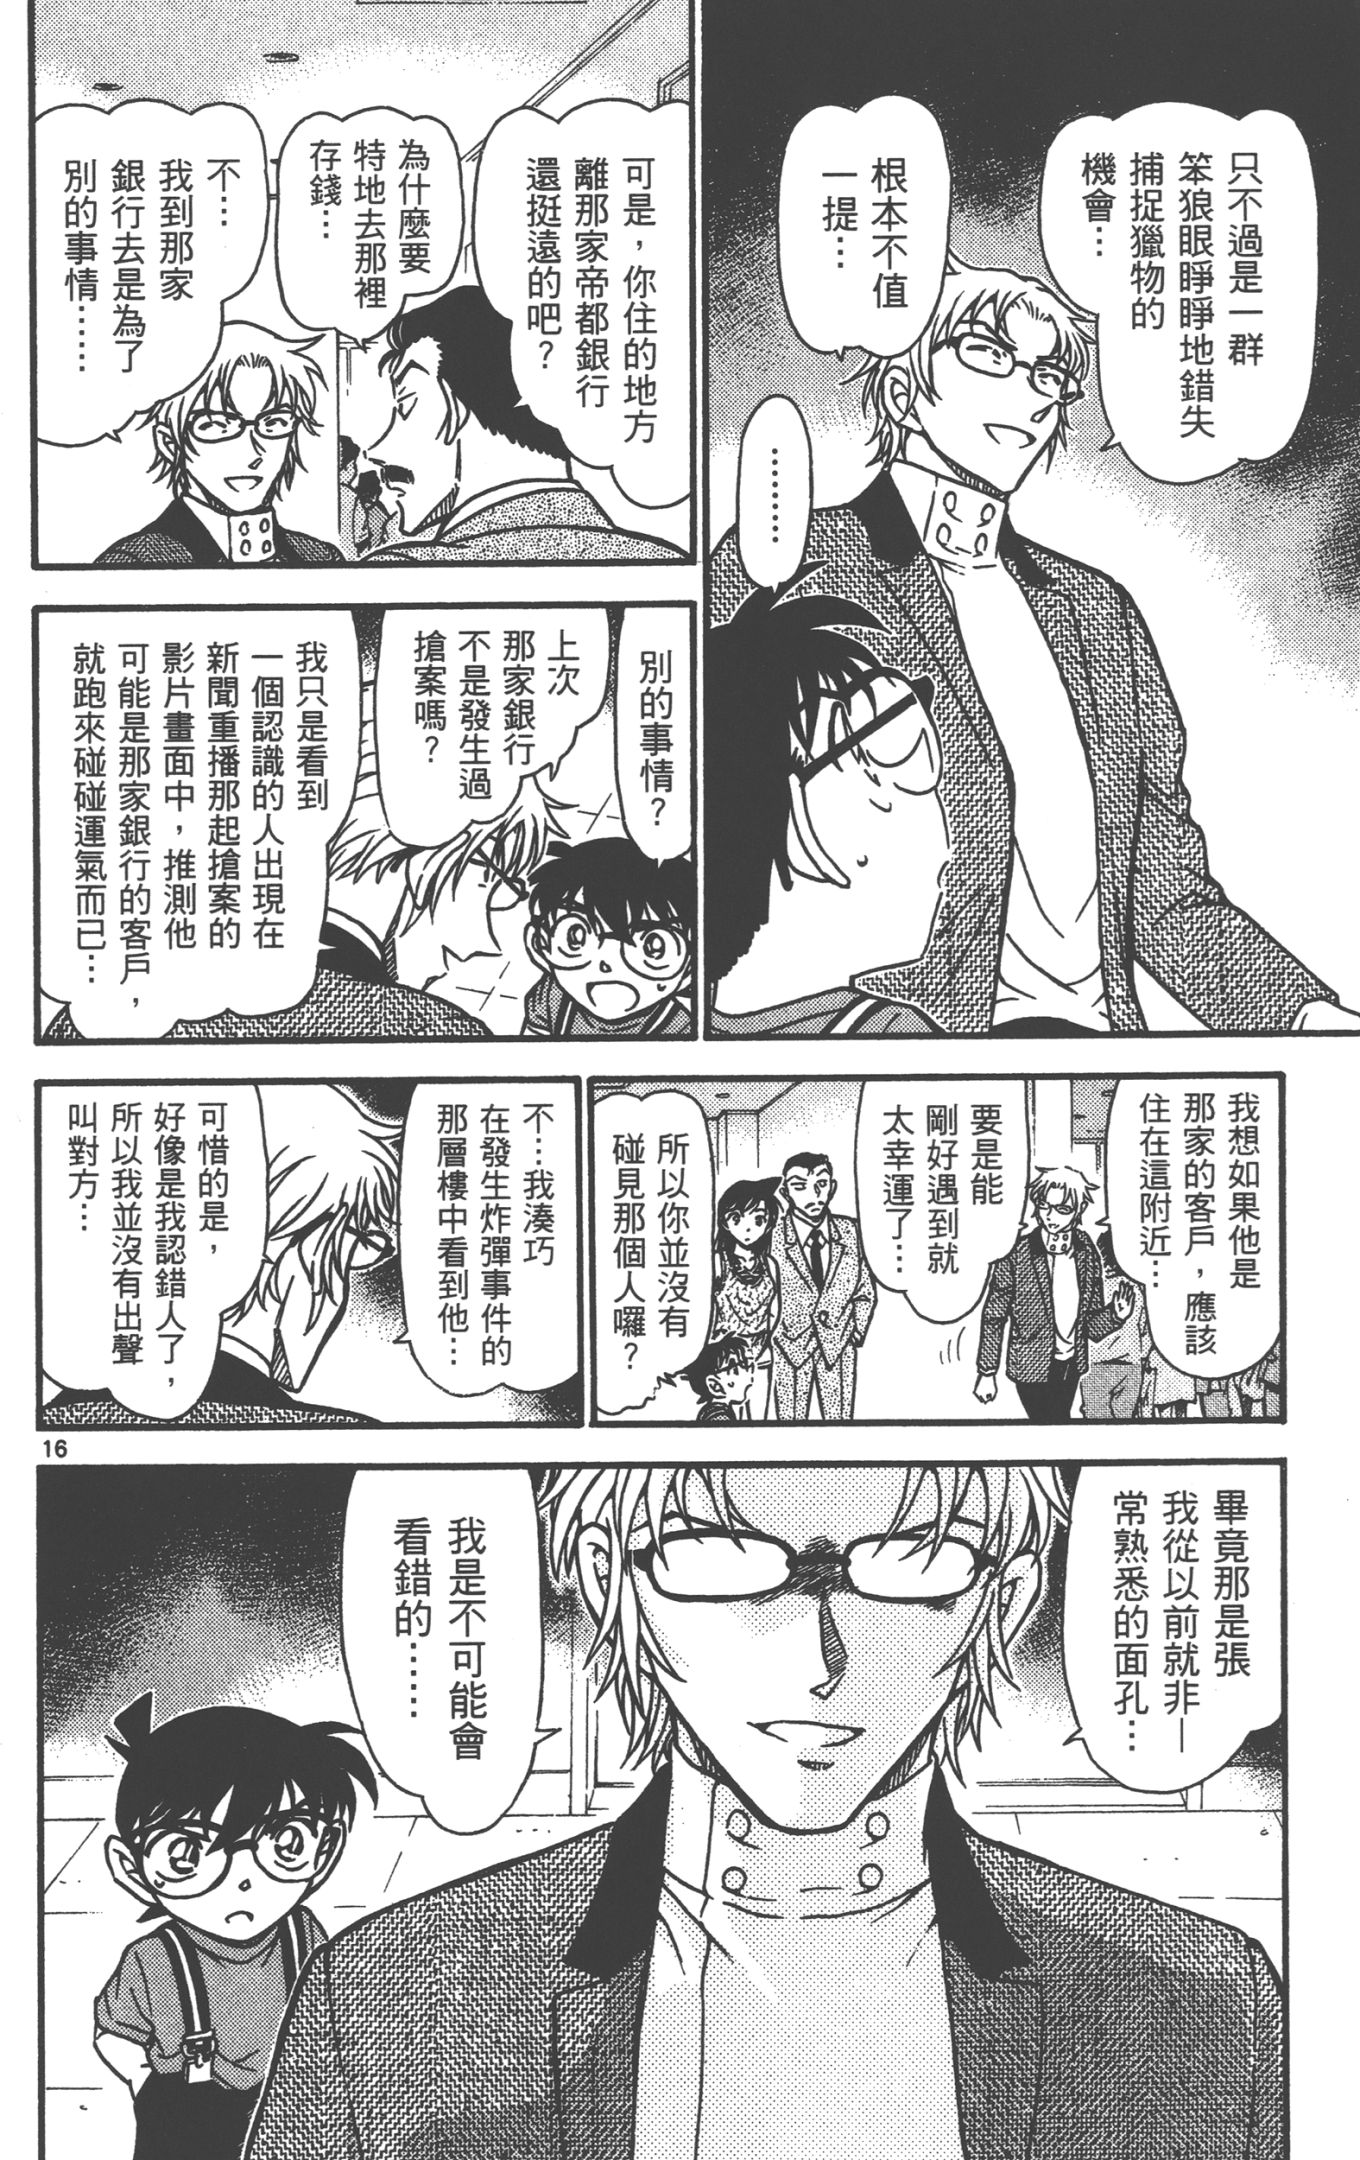 只不過是一群
笨狼眼睜睜地錯失
捕捉獵物的
機會…
根本不值
一提…
………
可是，你住的地方
離那家帝都銀行
還挺遠的吧？
為什麼要
特地去那裡
存錢…
不…
我到那家
銀行去是為了
別的事情……
別的事情？
上次
那家銀行
不是發生過
搶案嗎？
我只是看到
一個認識的人出現在
新聞重播那起搶案的
影片畫面中，推測他
可能是那家銀行的客戶，
就跑來碰碰運氣而已…
我想如果他是
那家的客戶，應該
住在這附近…
要是能
剛好遇到就
太幸運了…
所以你並沒有
碰見那個人囉？
不…我湊巧
在發生炸彈事件的
那層樓中看到他…
可惜的是，
好像是我認錯人了，
所以我並沒有出聲
叫對方…
16
畢竟那是張
我從以前就非—
常熟悉的面孔…
我是不可能會
看錯的……